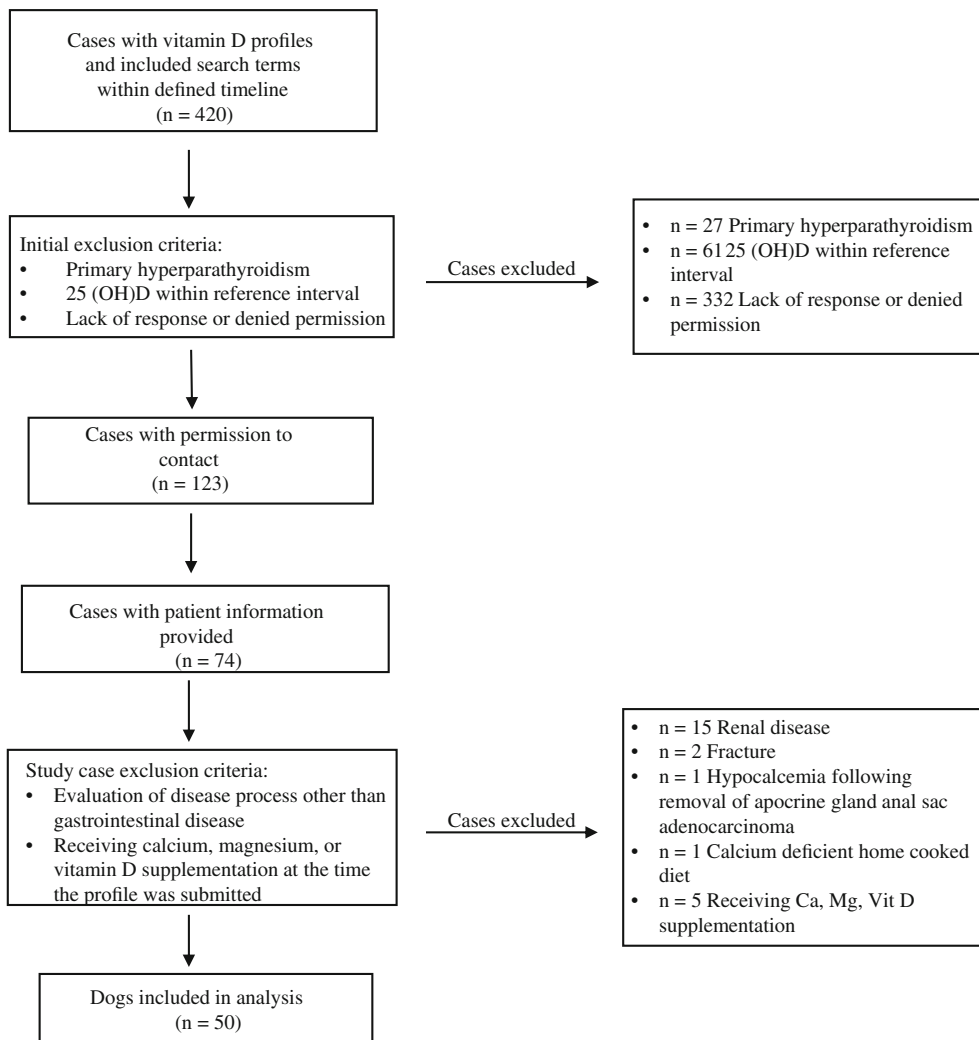 Cases with vitamin D profiles
and included search terms
within defined timeline
(n = 420)
Initial exclusion criteria:
• Primary hyperparathyroidism
• 25 (OH)D within reference interval
• Lack of response or denied permission
Cases excluded
• n = 27 Primary hyperparathyroidism
• n = 6125 (OH)D within reference
interval
• n = 332 Lack of response or denied
permission
Cases with permission to
contact
(n = 123)
Cases with patient information
provided
(n = 74)
Study case exclusion criteria:
• Evaluation of disease process other than
gastrointestinal disease
• Receiving calcium, magnesium, or
vitamin D supplementation at the time
the profile was submitted
Cases excluded
• n = 15 Renal disease
• n = 2 Fracture
• n = 1 Hypocalcemia following
removal of apocrine gland anal sac
adenocarcinoma
• n = 1 Calcium deficient home cooked
diet
• n = 5 Receiving Ca, Mg, Vit D
supplementation
Dogs included in analysis
(n = 50)